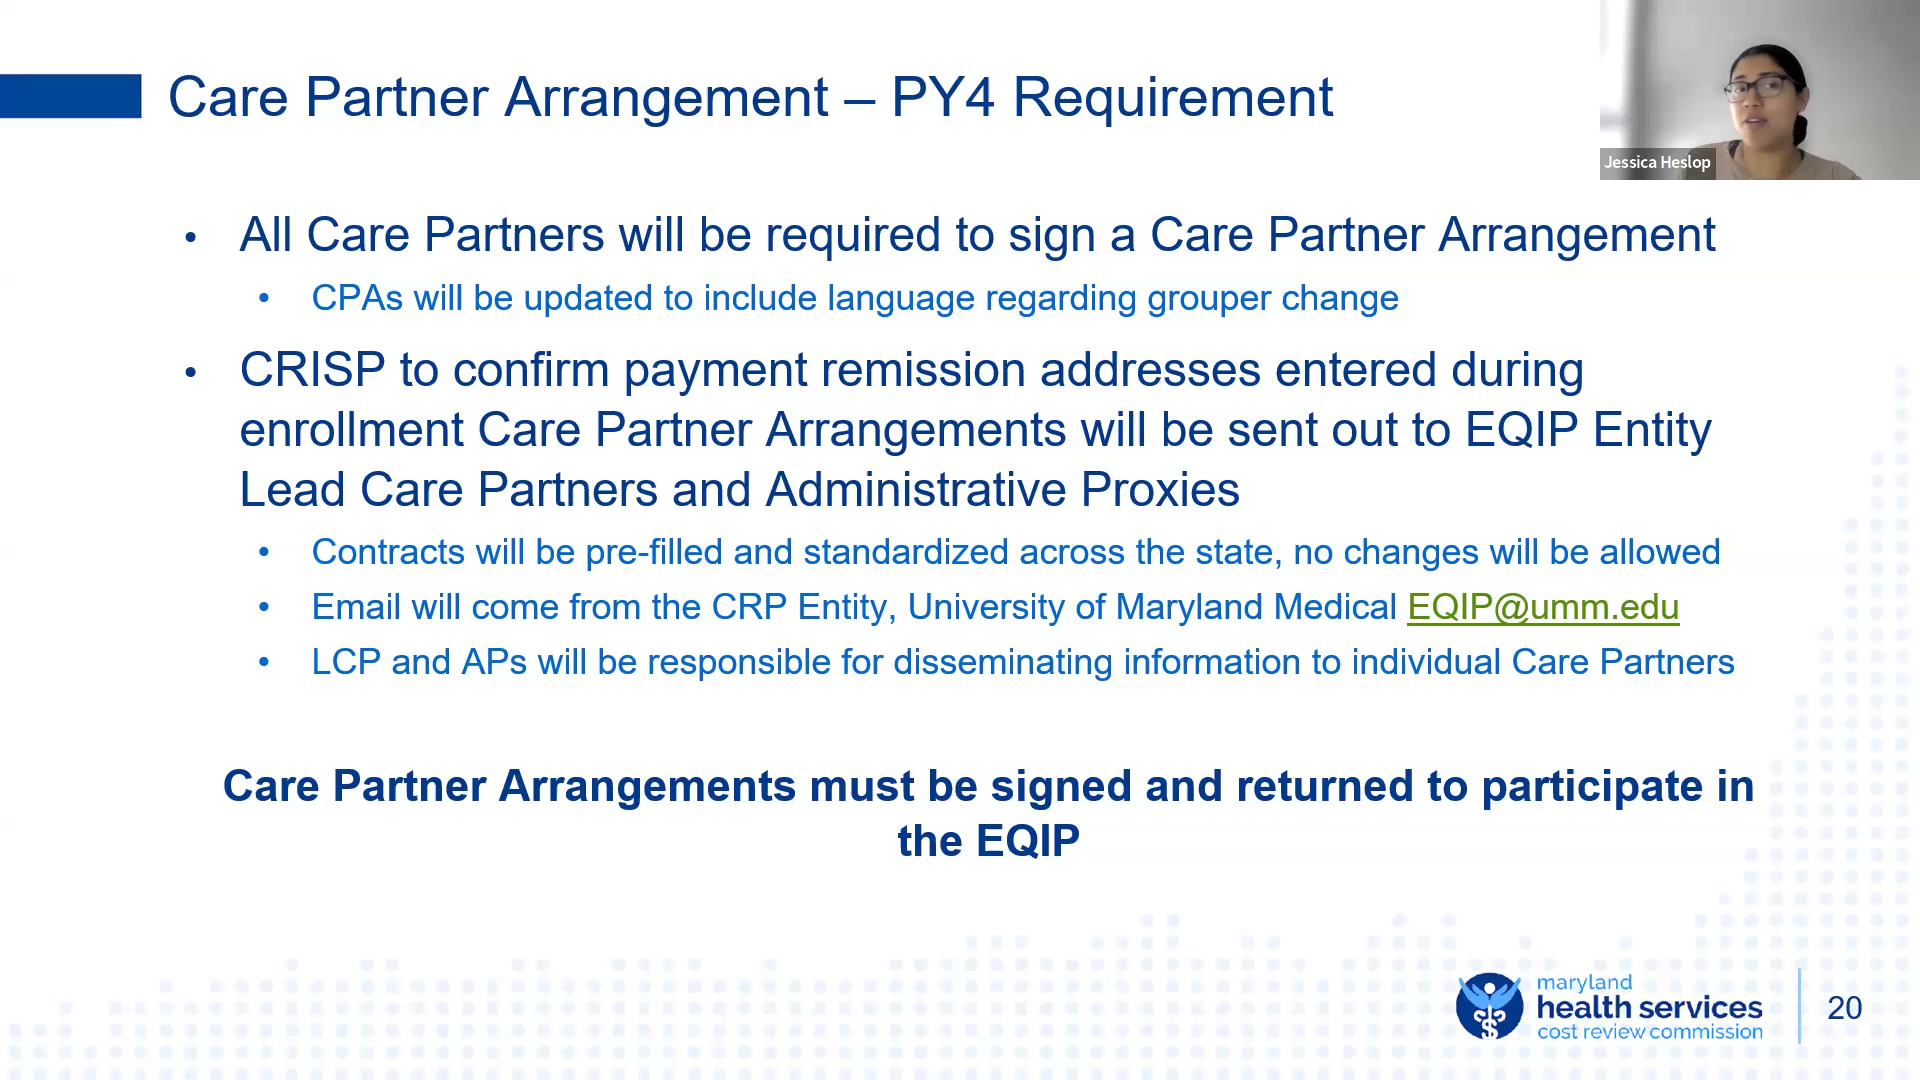 Care Partner Arrangement – PY4 Requirement
Jessica Heslop
• All Care Partners will be required to sign a Care Partner Arrangement
• CPAs will be updated to include language regarding grouper change
• CRISP to confirm payment remission addresses entered during
enrollment Care Partner Arrangements will be sent out to EQIP Entity
Lead Care Partners and Administrative Proxies
• Contracts will be pre-filled and standardized across the state, no changes will be allowed
• Email will come from the CRP Entity, University of Maryland Medical EQIP@umm.edu
• LCP and APs will be responsible for disseminating information to individual Care Partners
Care Partner Arrangements must be signed and returned to participate in
the EQIP
maryland
health services
cost review commission
20